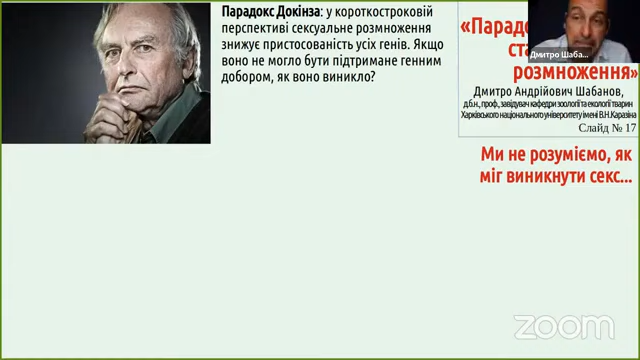 Парадокс Докінза: у короткостроковій
перспективі сексуальне розмноження
знижує пристосованість усіх генів. Якщо
воно не могло бути підтримане генним
добором, як воно виникло?
Дмитро Шаба...
розмноження»
Дмитро Андрійович Шабанов,
д.б.н., проф., завідувач кафедри зоології та екології тварин
Харківського національного університету імені В.Н.Каразіна
Слайд № 17
Ми не розуміємо, як
міг виникнути секс...
zoom